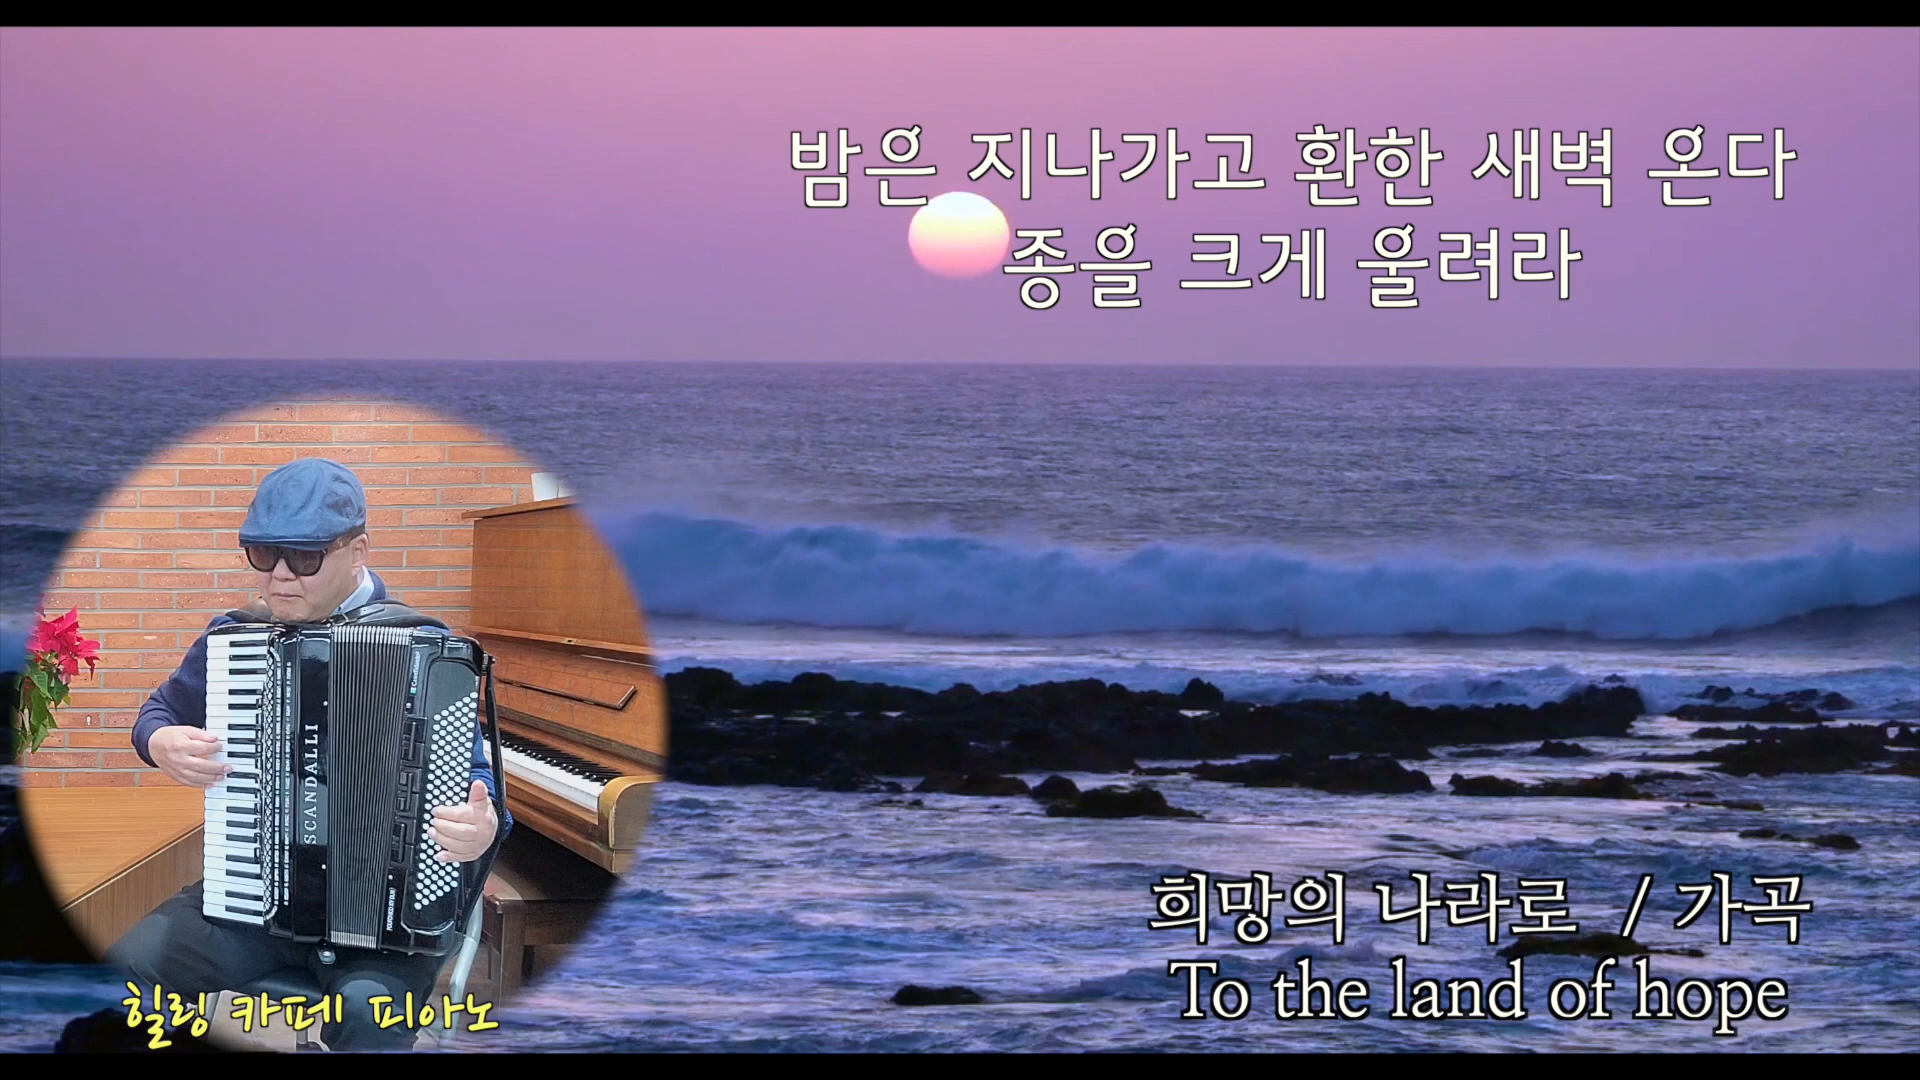 밤은 지나가고 환한 새벽 온다
종을 크게 울려라
SCANDALLI
희망의 나라로 / 가곡
To the land of hope
힐링 카페 피아노